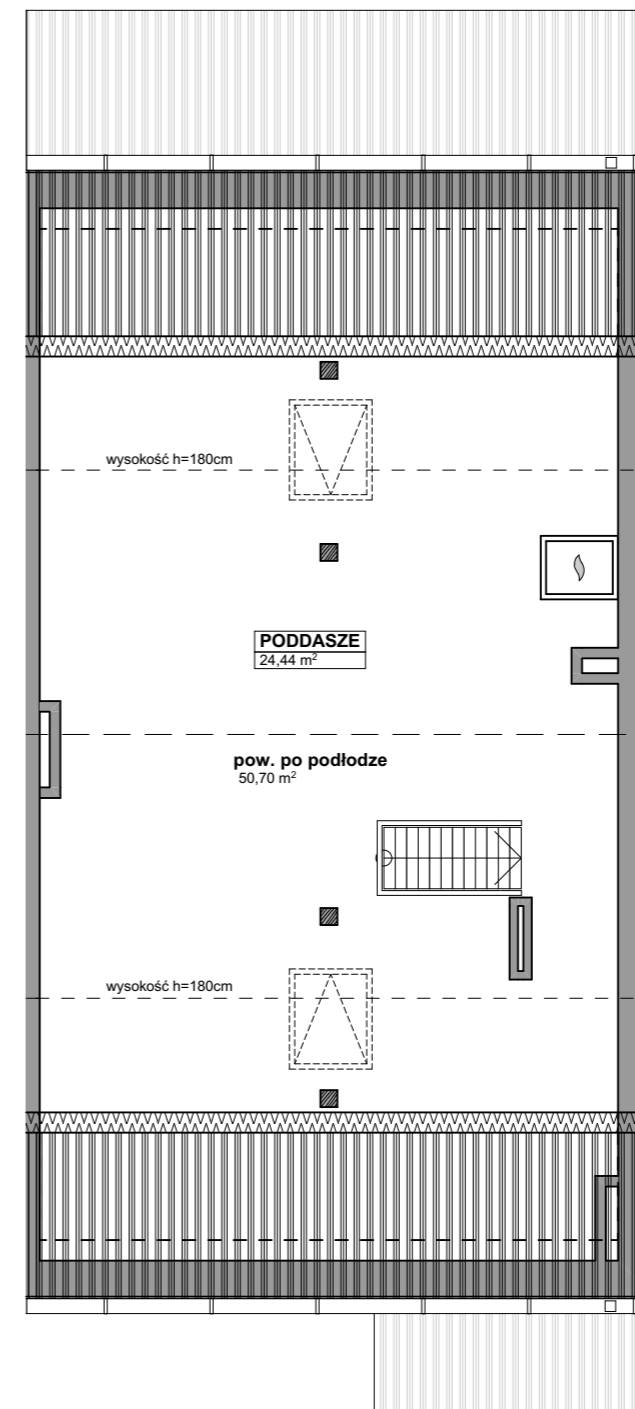 wysokość h=180cm
PODDASZE
24,44 m²
pow. po podłodze
50,70 m²
wysokość h=180cm